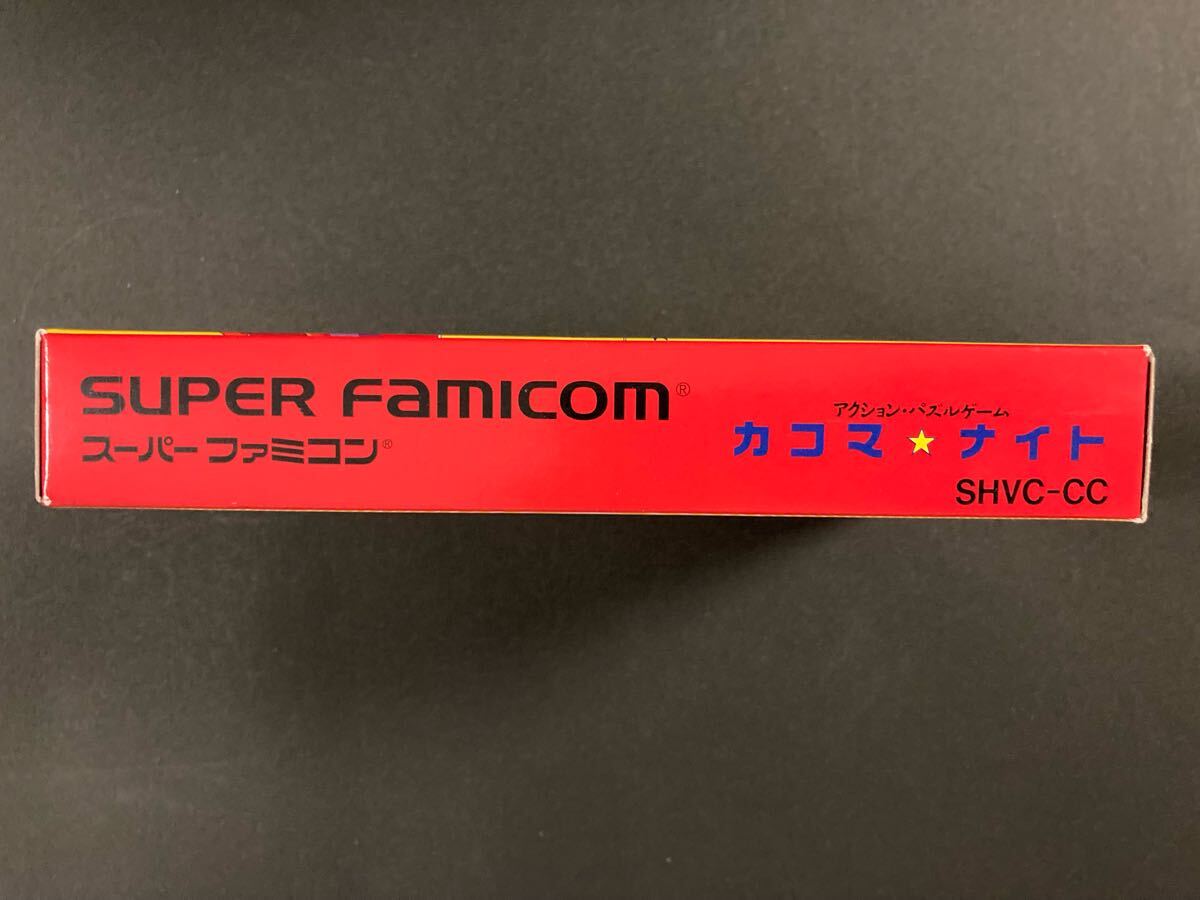 SUPER FAMICOM®
スーパーファミコン®
アクション・パズルゲーム
カコマ★ナイト
SHVC-CC